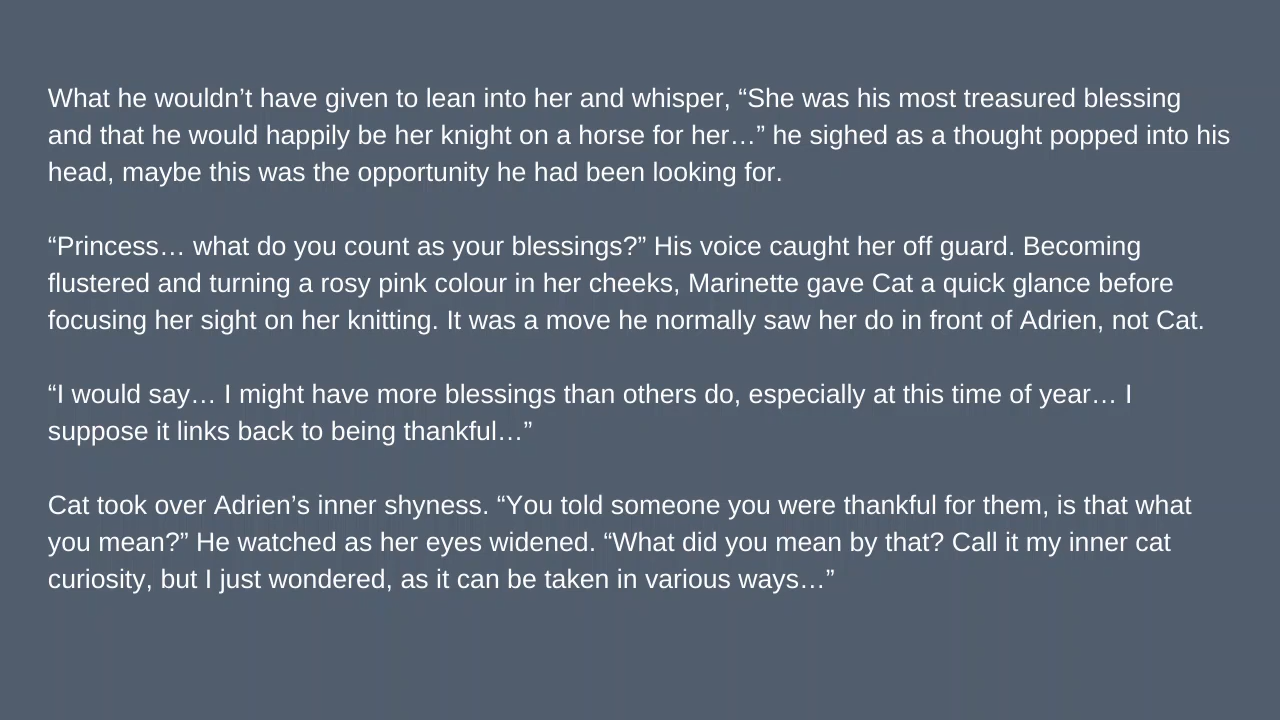 What he wouldn’t have given to lean into her and whisper, “She was his most treasured blessing
and that he would happily be her knight on a horse for her…” he sighed as a thought popped into his
head, maybe this was the opportunity he had been looking for.
“Princess… what do you count as your blessings?” His voice caught her off guard. Becoming
flustered and turning a rosy pink colour in her cheeks, Marinette gave Cat a quick glance before
focusing her sight on her knitting. It was a move he normally saw her do in front of Adrien, not Cat.
“I would say… I might have more blessings than others do, especially at this time of year… I
suppose it links back to being thankful…”
Cat took over Adrien’s inner shyness. “You told someone you were thankful for them, is that what
you mean?” He watched as her eyes widened. “What did you mean by that? Call it my inner cat
curiosity, but I just wondered, as it can be taken in various ways…”